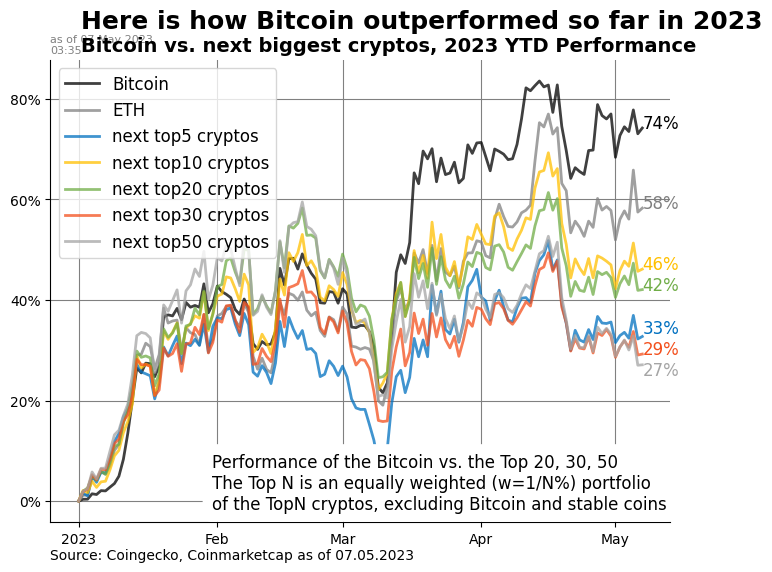 Here is how Bitcoin outperformed so far in 2023
as of 07 May 2023
03:35
Bitcoin vs. next biggest cryptos, 2023 YTD Performance
Bitcoin
ETH
next top5 cryptos
next top10 cryptos
next top20 cryptos
next top30 cryptos
next top50 cryptos
80%
60%
40%
20%
0%
74%
58%
46%
42%
33%
29%
27%
Performance of the Bitcoin vs. the Top 20, 30, 50
The Top N is an equally weighted (w=1/N%) portfolio
of the TopN cryptos, excluding Bitcoin and stable coins
2023
Feb
Mar
Apr
May
Source: Coingecko, Coinmarketcap as of 07.05.2023